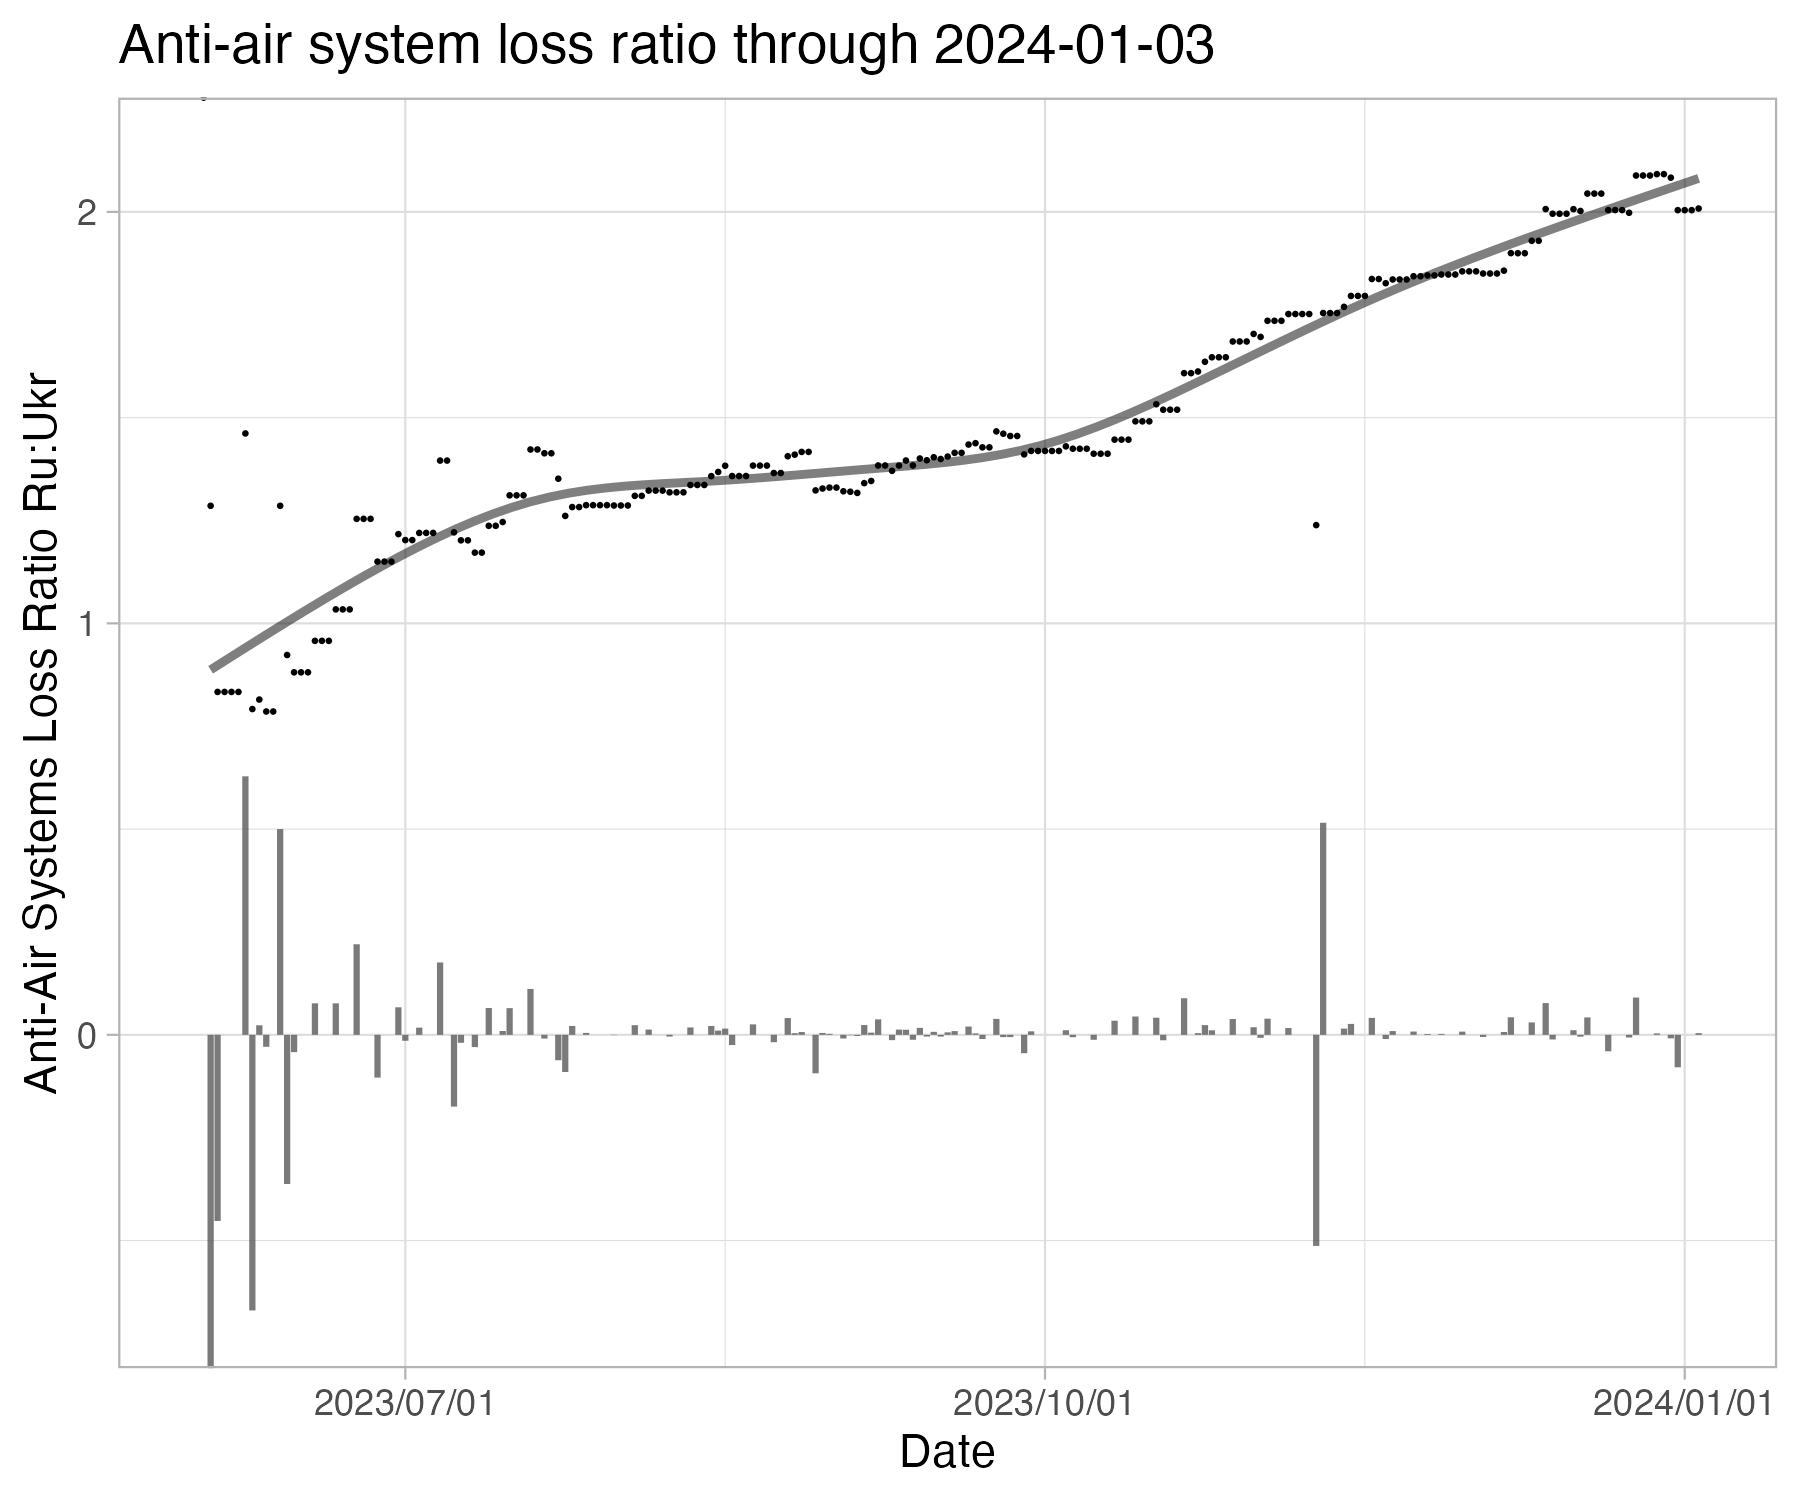 Anti-air system loss ratio through 2024-01-03
Anti-Air Systems Loss Ratio Ru:Ukr
2
1
0
2023/07/01
2023/10/01
2024/01/01
Date